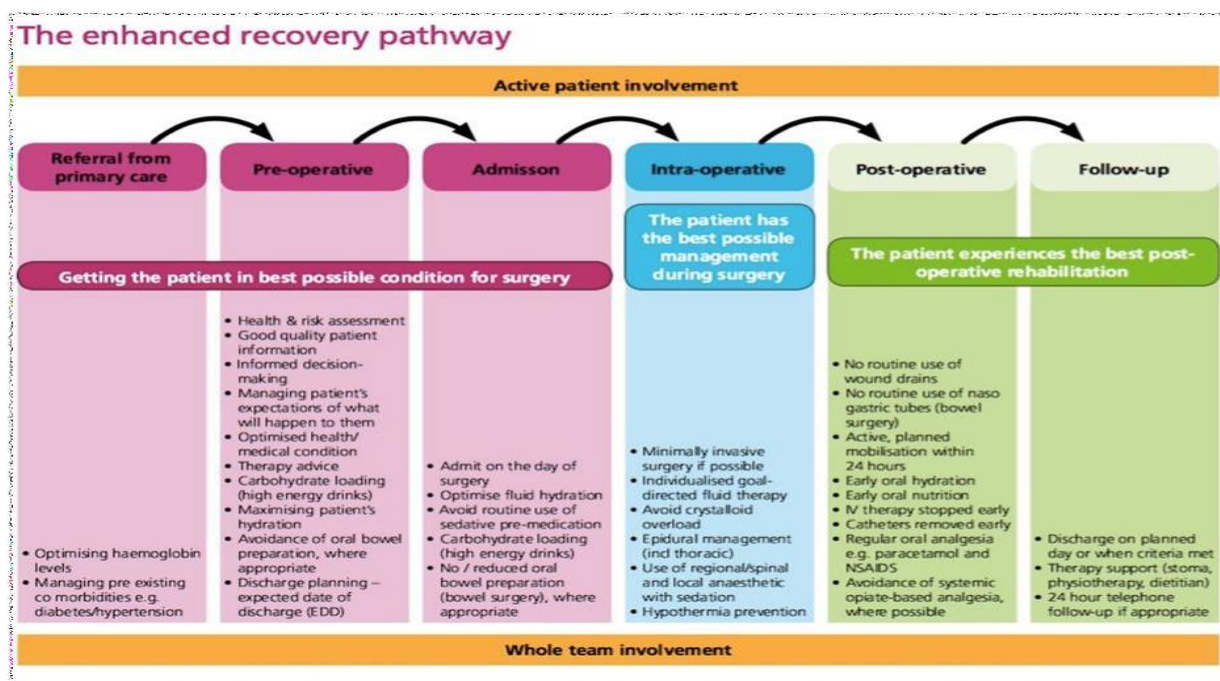 The enhanced recovery pathway
Active patient involvement
Referral from
primary care
Pre-operative
Admisson
Intra-operative
Post-operative
Follow-up
Getting the patient in best possible condition for surgery
The patient has
the best possible
management
during surgery
The patient experiences the best post-
operative rehabilitation
• Optimising haemoglobin
levels
• Managing pre existing
co morbidities e.g.
diabetes/hypertension
• Health & risk assessment
• Good quality patient
information
• Informed decision-
making
• Managing patient's
expectations of what
will happen to them
• Optimised health/
medical condition
• Therapy advice
• Carbohydrate loading
(high energy drinks)
• Maximising patient's
hydration
• Avoidance of oral bowel
preparation, where
appropriate
• Discharge planning –
expected date of
discharge (EDD)
• Admit on the day of
surgery
• Optimise fluid hydration
• Avoid routine use of
sedative pre-medication
• Carbohydrate loading
(high energy drinks)
• No / reduced oral
bowel preparation
(bowel surgery), where
appropriate
• Minimally invasive
surgery if possible
• Individualised goal-
directed fluid therapy
• Avoid crystalloid
overload
• Epidural management
(incl thoracic)
• Use of regional/spinal
and local anaesthetic
with sedation
• Hypothermia prevention
• No routine use of
wound drains
• No routine use of naso
gastric tubes (bowel
surgery)
• Active, planned
mobilisation within
24 hours
• Early oral hydration
• Early oral nutrition
• IV therapy stopped early
• Catheters removed early
• Regular oral analgesia
e.g. paracetamol and
NSAIDS
• Avoidance of systemic
opiate-based analgesia,
where possible
• Discharge on planned
day or when criteria met
• Therapy support (stoma,
physiotherapy, dietitian)
• 24 hour telephone
follow-up if appropriate
Whole team involvement